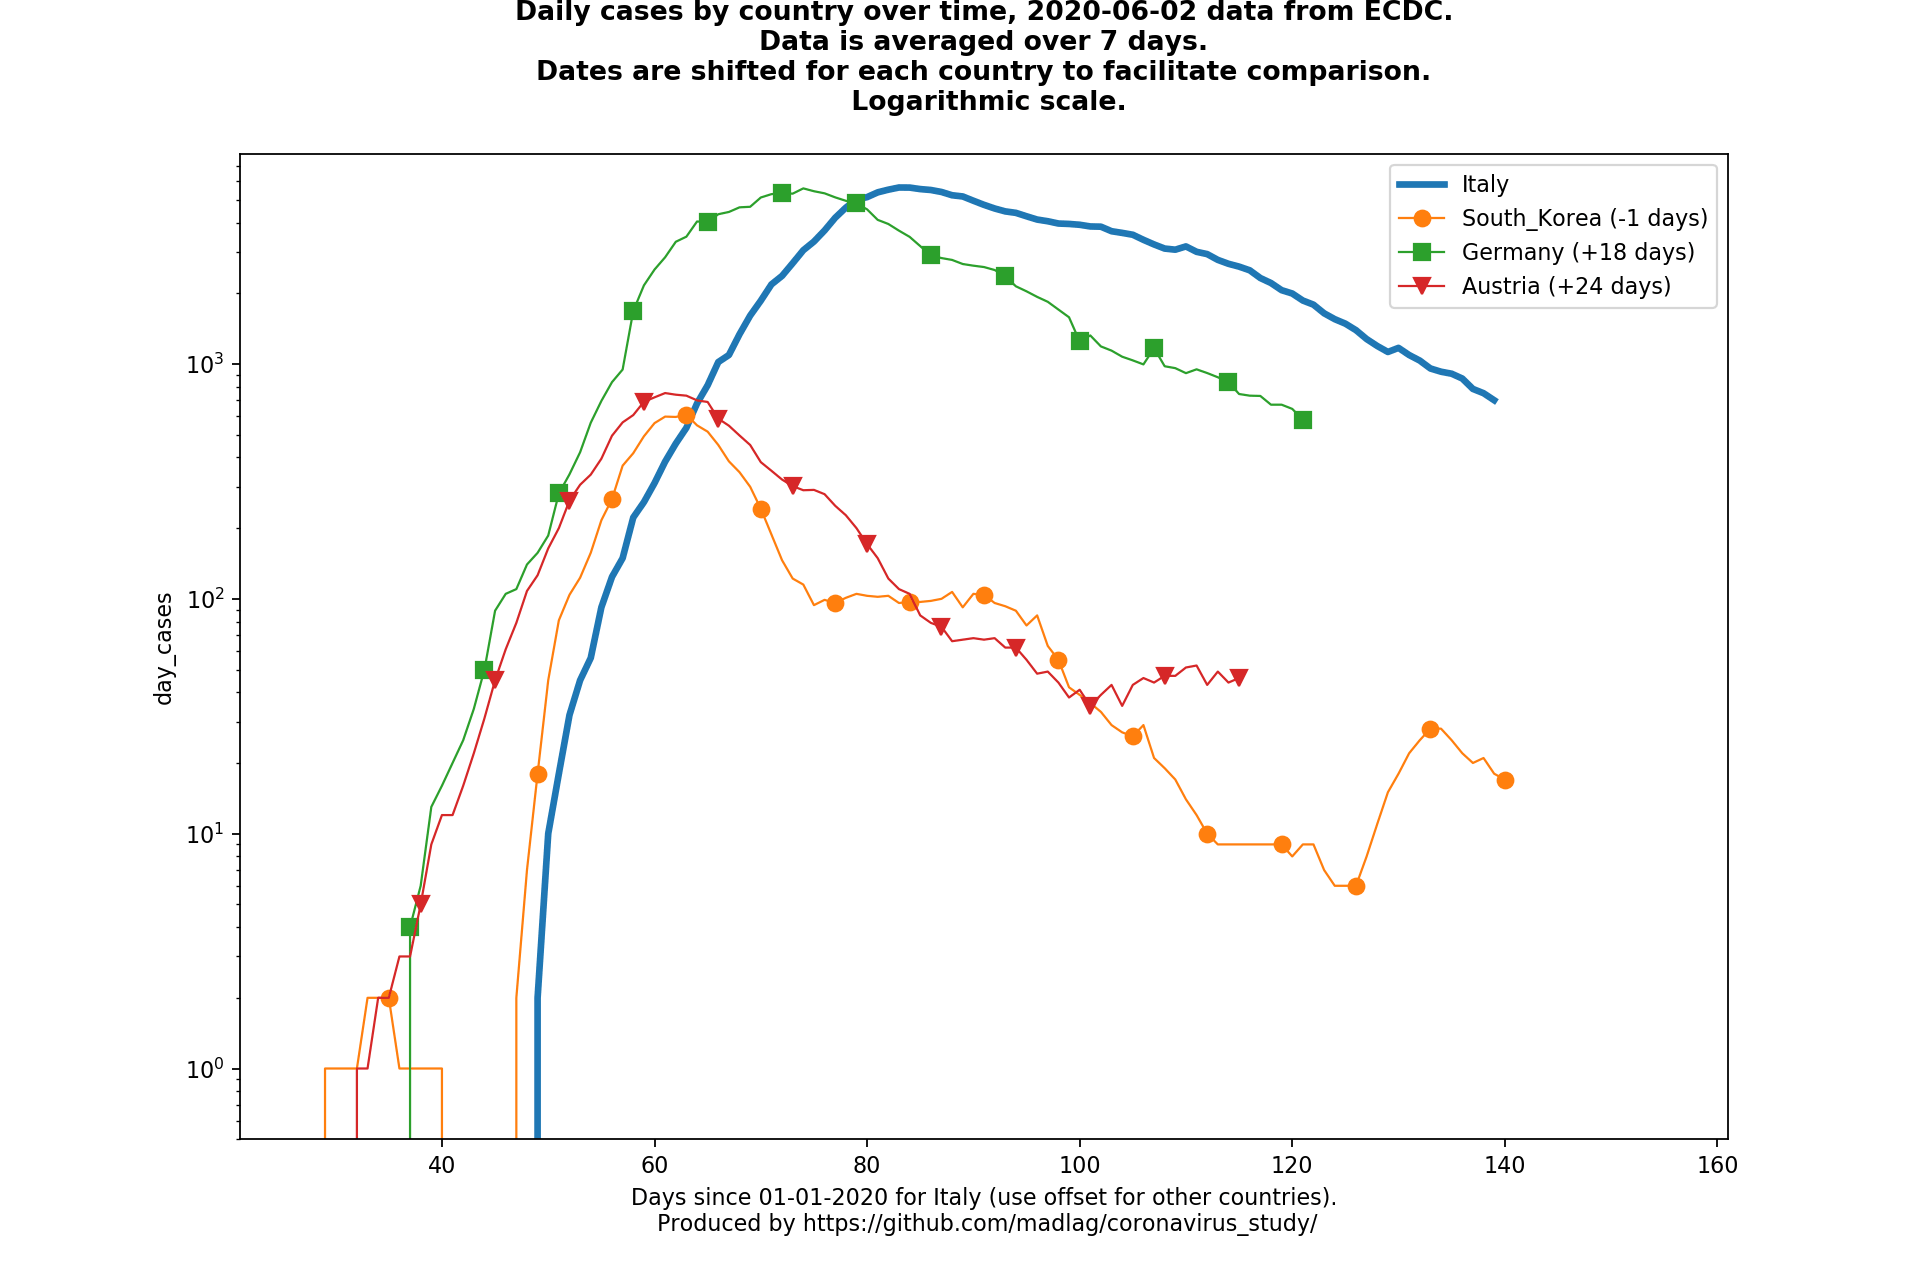 Daily cases by country over time, 2020-06-02 data from ECDC.
Data is averaged over 7 days.
Dates are shifted for each country to facilitate comparison.
Logarithmic scale.
Italy
South_Korea (-1 days)
Germany (+18 days)
Austria (+24 days)
day_cases
10³
10²
10¹
10⁰
40 60 80 100 120 140 160
Days since 01-01-2020 for Italy (use offset for other countries).
Produced by https://github.com/madlag/coronavirus_study/